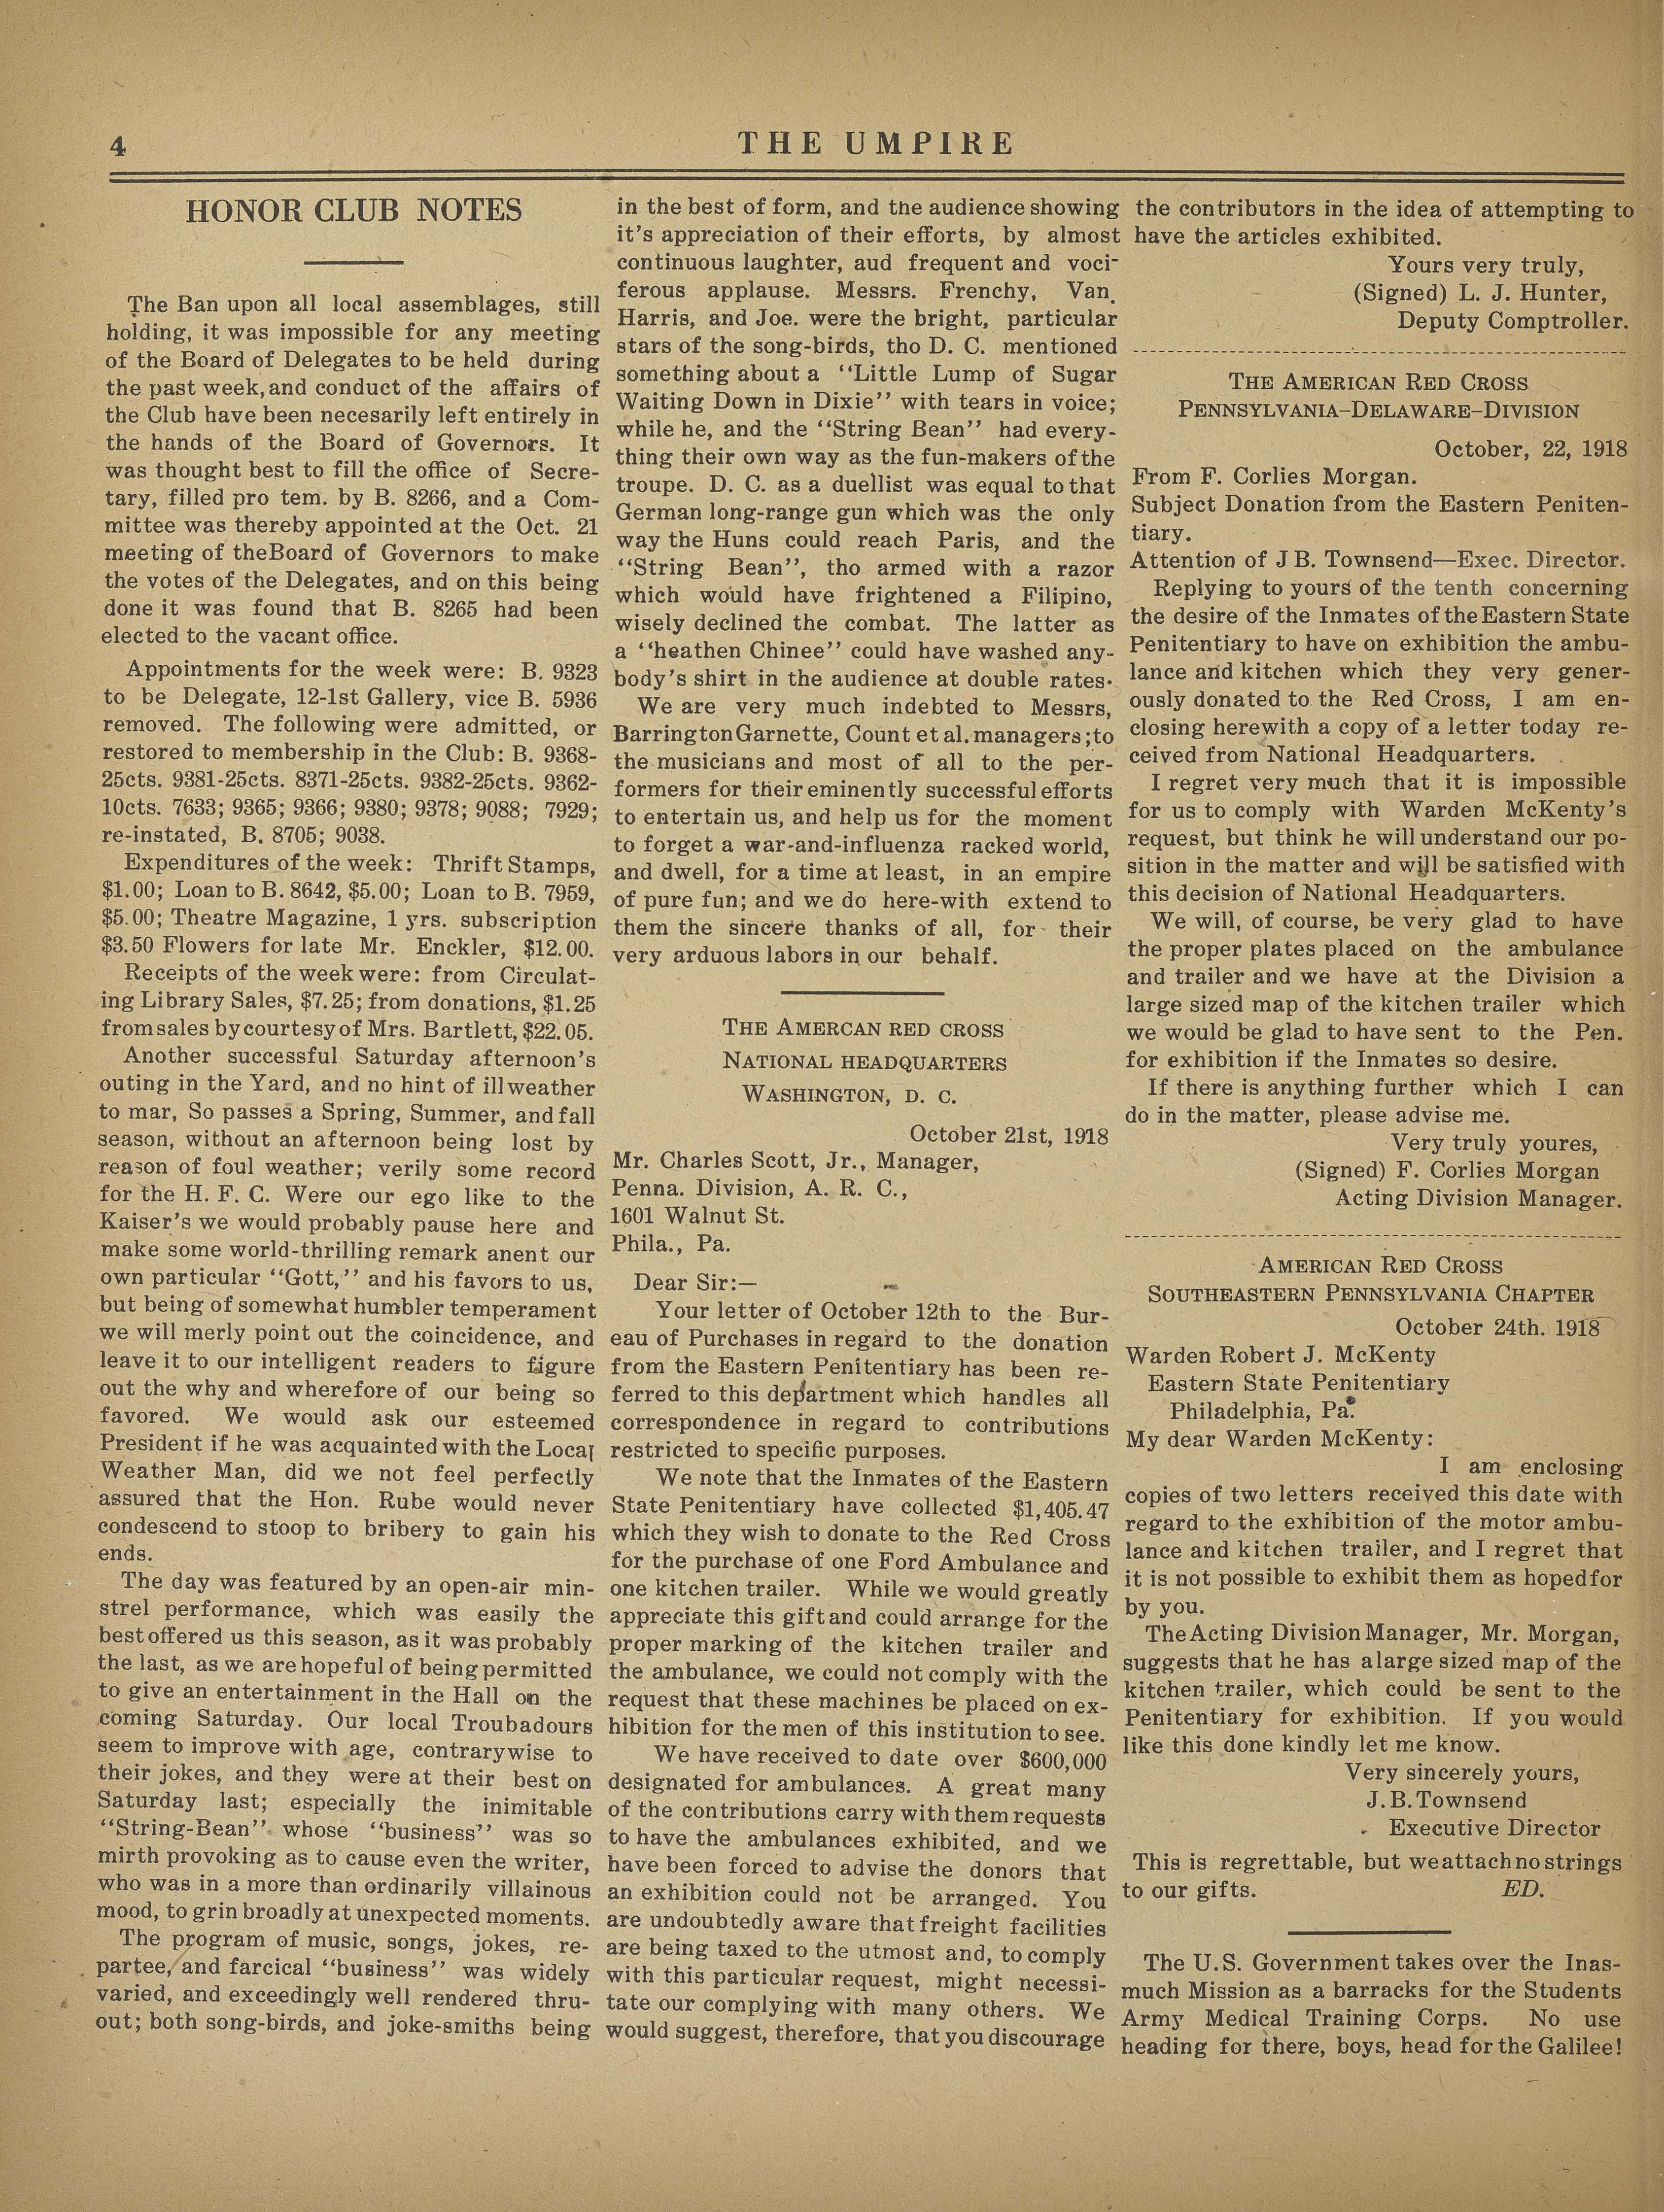 4
THE UMPIRE
HONOR CLUB NOTES
The Ban upon all local assemblages, still
holding, it was impossible for any meeting
of the Board of Delegates to be held during
the past week, and conduct of the affairs of
the Club have been necesarily left entirely in
the hands of the Board of Governors. It
was thought best to fill the office of Secre-
tary, filled pro tem. by B. 8266, and a Com-
mittee was thereby appointed at the Oct. 21
meeting of theBoard of Governors to make
the votes of the Delegates, and on this being
done it was found that B. 8265 had been
elected to the vacant office.
Appointments for the week were: B. 9323
to be Delegate, 12-1st Gallery, vice B. 5936
removed. The following were admitted, or
restored to membership in the Club: B. 9368-
25cts. 9381-25cts. 8371-25cts. 9382-25cts. 9362-
10cts. 7633; 9365; 9366; 9380; 9378; 9088; 7929;
re-instated, B. 8705; 9038.
Expenditures of the week: Thrift Stamps,
$1.00; Loan to B. 8642, $5.00; Loan to B. 7959,
$5.00; Theatre Magazine, 1 yrs. subscription
$3.50 Flowers for late Mr. Enckler, $12.00.
Receipts of the week were: from Circulat-
ing Library Sales, $7.25; from donations, $1.25
from sales by courtesy of Mrs. Bartlett, $22.05.
Another successful Saturday afternoon's
outing in the Yard, and no hint of ill weather
to mar, So passes a Spring, Summer, and fall
season, without an afternoon being lost by
reason of foul weather; verily some record
for the H. F. C. Were our ego like to the
Kaiser's we would probably pause here and
make some world-thrilling remark anent our
own particular ‘‘Gott,’’ and his favors to us,
but being of somewhat humbler temperament
we will merly point out the coincidence, and
leave it to our intelligent readers to figure
out the why and wherefore of our being so
favored. We would ask our esteemed
President if he was acquainted with the Local
Weather Man, did we not feel perfectly
assured that the Hon. Rube would never
condescend to stoop to bribery to gain his
ends.
The day was featured by an open-air min-
strel performance, which was easily the
best offered us this season, as it was probably
the last, as we are hopeful of being permitted
to give an entertainment in the Hall on the
coming Saturday. Our local Troubadours
seem to improve with age, contrarywise to
their jokes, and they were at their best on
Saturday last; especially the inimitable
‘‘String-Bean’’ whose ‘‘business’’ was so
mirth provoking as to cause even the writer,
who was in a more than ordinarily villainous
mood, to grin broadly at unexpected moments.
The program of music, songs, jokes, re-
partee, and farcical ‘‘business’’ was widely
varied, and exceedingly well rendered thru-
out; both song-birds, and joke-smiths being
in the best of form, and the audience showing
it's appreciation of their efforts, by almost
continuous laughter, aud frequent and voci-
ferous applause. Messrs. Frenchy, Van,
Harris, and Joe. were the bright, particular
stars of the song-birds, tho D. C. mentioned
something about a ‘‘Little Lump of Sugar
Waiting Down in Dixie’’ with tears in voice;
while he, and the ‘‘String Bean’’ had every-
thing their own way as the fun-makers of the
troupe. D. C. as a duellist was equal to that
German long-range gun which was the only
way the Huns could reach Paris, and the
‘‘String Bean’’, tho armed with a razor
which would have frightened a Filipino,
wisely declined the combat. The latter as
a ‘‘heathen Chinee’’ could have washed any-
body's shirt in the audience at double rates.
We are very much indebted to Messrs,
Barrington Garnette, Count et al. managers; to
the musicians and most of all to the per-
formers for their eminently successful efforts
to entertain us, and help us for the moment
to forget a war-and-influenza racked world,
and dwell, for a time at least, in an empire
of pure fun; and we do here-with extend to
them the sincere thanks of all, for their
very arduous labors in our behalf.
THE AMERCAN RED CROSS
NATIONAL HEADQUARTERS
WASHINGTON, D. C.
October 21st, 1918
Mr. Charles Scott, Jr., Manager,
Penna. Division, A. R. C.,
1601 Walnut St.
Phila., Pa.
Dear Sir:—
Your letter of October 12th to the Bur-
eau of Purchases in regard to the donation
from the Eastern Penitentiary has been re-
ferred to this department which handles all
correspondence in regard to contributions
restricted to specific purposes.
We note that the Inmates of the Eastern
State Penitentiary have collected $1,405.47
which they wish to donate to the Red Cross
for the purchase of one Ford Ambulance and
one kitchen trailer. While we would greatly
appreciate this gift and could arrange for the
proper marking of the kitchen trailer and
the ambulance, we could not comply with the
request that these machines be placed on ex-
hibition for the men of this institution to see.
We have received to date over $600,000
designated for ambulances. A great many
of the contributions carry with them requests
to have the ambulances exhibited, and we
have been forced to advise the donors that
an exhibition could not be arranged. You
are undoubtedly aware that freight facilities
are being taxed to the utmost and, to comply
with this particular request, might necessi-
tate our complying with many others. We
would suggest, therefore, that you discourage
the contributors in the idea of attempting to
have the articles exhibited.
Yours very truly,
(Signed) L. J. Hunter,
Deputy Comptroller.
THE AMERICAN RED CROSS
PENNSYLVANIA–DELAWARE–DIVISION
October, 22, 1918
From F. Corlies Morgan.
Subject Donation from the Eastern Peniten-
tiary.
Attention of J B. Townsend—Exec. Director.
Replying to yours of the tenth concerning
the desire of the Inmates of the Eastern State
Penitentiary to have on exhibition the ambu-
lance and kitchen which they very gener-
ously donated to the Red Cross, I am en-
closing herewith a copy of a letter today re-
ceived from National Headquarters.
I regret very much that it is impossible
for us to comply with Warden McKenty's
request, but think he will understand our po-
sition in the matter and will be satisfied with
this decision of National Headquarters.
We will, of course, be very glad to have
the proper plates placed on the ambulance
and trailer and we have at the Division a
large sized map of the kitchen trailer which
we would be glad to have sent to the Pen.
for exhibition if the Inmates so desire.
If there is anything further which I can
do in the matter, please advise me.
Very truly youres,
(Signed) F. Corlies Morgan
Acting Division Manager.
AMERICAN RED CROSS
SOUTHEASTERN PENNSYLVANIA CHAPTER
October 24th. 1918
Warden Robert J. McKenty
Eastern State Penitentiary
Philadelphia, Pa.
My dear Warden McKenty:
I am enclosing
copies of two letters received this date with
regard to the exhibition of the motor ambu-
lance and kitchen trailer, and I regret that
it is not possible to exhibit them as hoped for
by you.
The Acting Division Manager, Mr. Morgan,
suggests that he has a large sized map of the
kitchen trailer, which could be sent to the
Penitentiary for exhibition. If you would
like this done kindly let me know.
Very sincerely yours,
J. B. Townsend
Executive Director
This is regrettable, but we attach no strings
to our gifts. ED.
The U. S. Government takes over the Inas-
much Mission as a barracks for the Students
Army Medical Training Corps. No use
heading for there, boys, head for the Galilee!